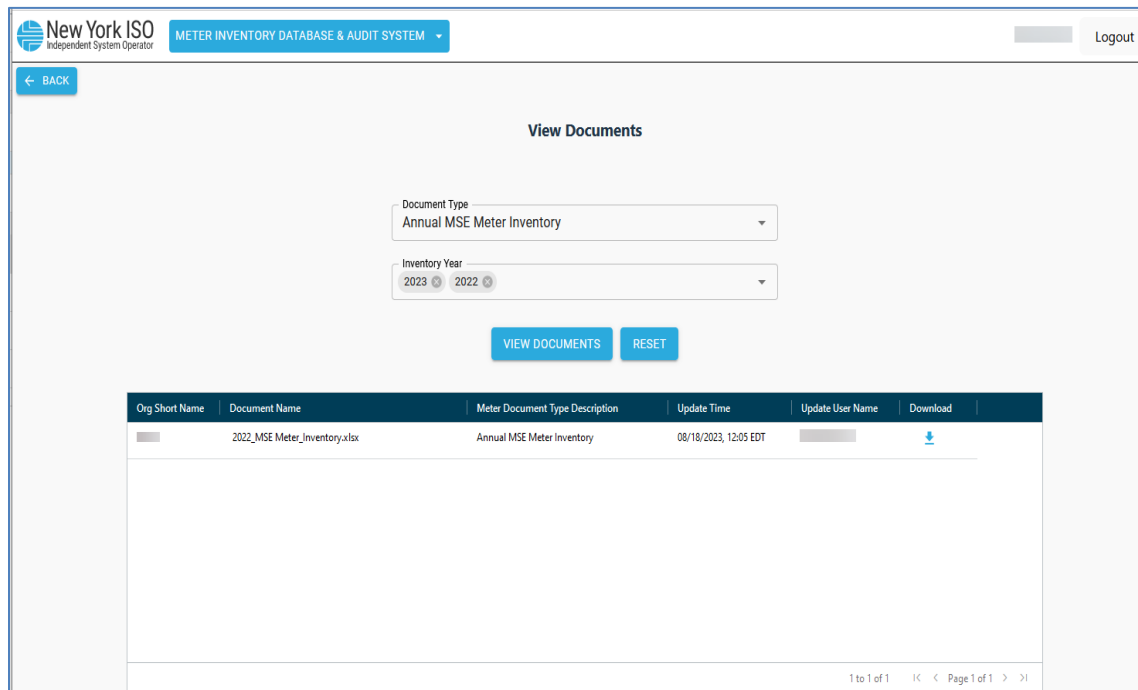 New York ISO
Independent System Operator
METER INVENTORY DATABASE & AUDIT SYSTEM
Logout
← BACK
View Documents
Document Type
Annual MSE Meter Inventory
Inventory Year
2023 2022
VIEW DOCUMENTS RESET
Org Short Name Document Name Meter Document Type Description Update Time Update User Name Download
2022_MSE Meter_Inventory.xlsx Annual MSE Meter Inventory 08/18/2023, 12:05 EDT
1 to 1 of 1 Page 1 of 1